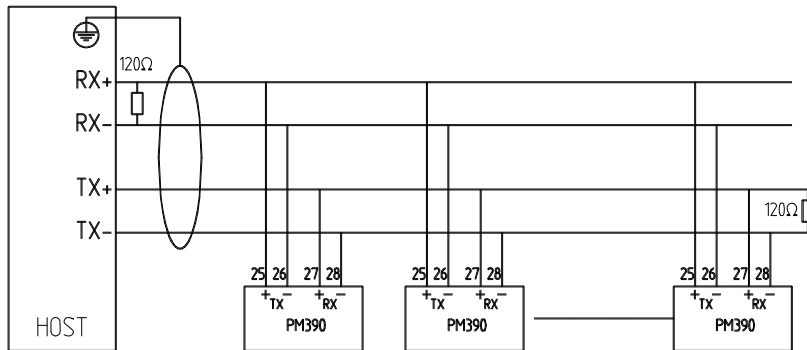 120Ω
RX+
RX-
TX+
TX-
120Ω
25 26 27 28
25 26 27 28
25 26 27 28
+TX- +RX-
+TX- +RX-
+TX- +RX-
PM390
PM390
PM390
HOST